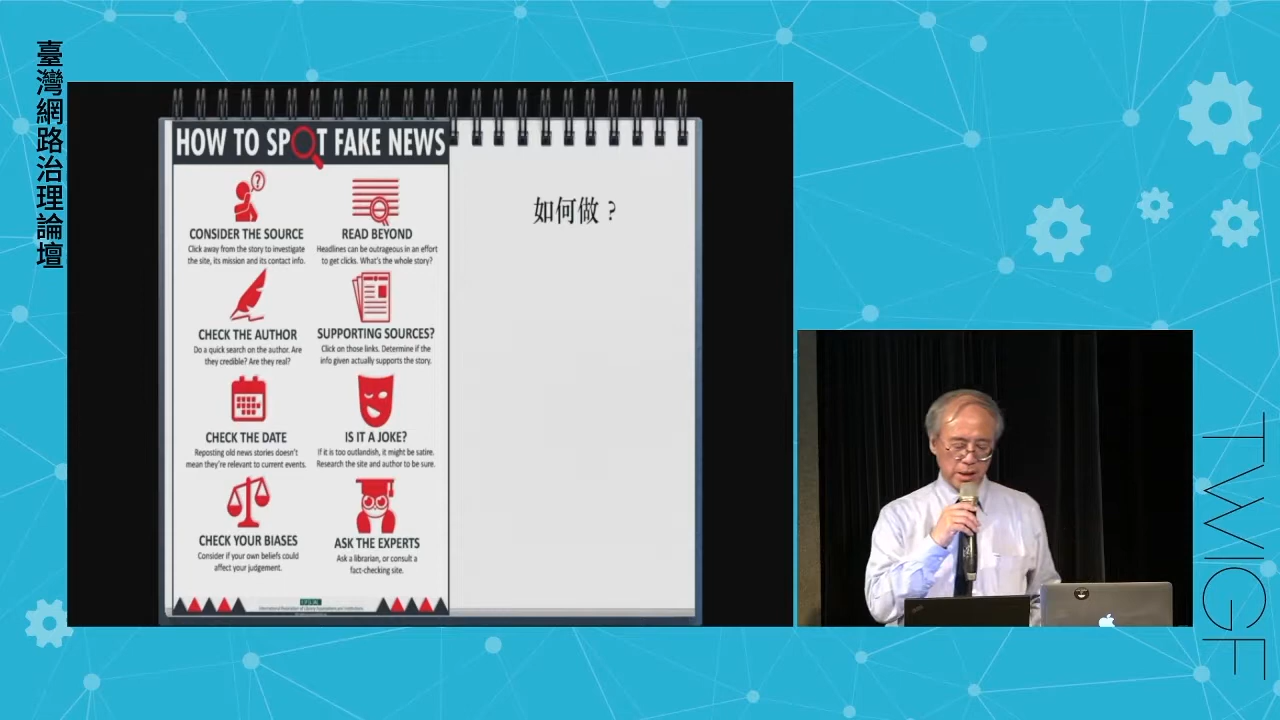 臺灣網路治理論壇
HOW TO SPOT FAKE NEWS
CONSIDER THE SOURCE
Click away from the story to investigate
the site, its mission and its contact info.
READ BEYOND
Headlines can be outrageous in an effort
to get clicks. What's the whole story?
CHECK THE AUTHOR
Do a quick search on the author. Are
they credible? Are they real?
SUPPORTING SOURCES?
Click on those links. Determine if the
info given actually supports the story.
CHECK THE DATE
Reposting old news stories doesn't
mean they're relevant to current events.
IS IT A JOKE?
If it is too outlandish, it might be satire.
Research the site and author to be sure.
CHECK YOUR BIASES
Consider if your own beliefs could
affect your judgement.
ASK THE EXPERTS
Ask a librarian, or consult a
fact-checking site.
International Federation of Library Associations and Institutions
如何做？
TWIGF